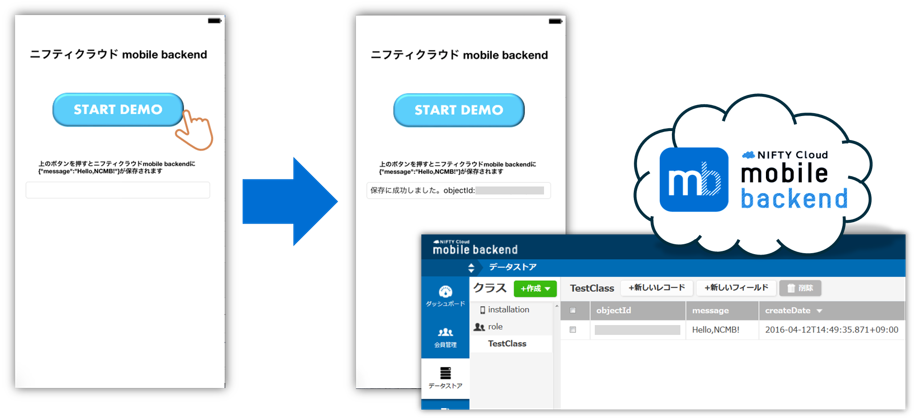 ニフティクラウド mobile backend
START DEMO
上のボタンを押すとニフティクラウドmobile backendに
{"message":"Hello,NCMB!"}が保存されます
ニフティクラウド mobile backend
START DEMO
上のボタンを押すとニフティクラウドmobile backendに
{"message":"Hello,NCMB!"}が保存されます
保存に成功しました。objectId:
mb
NIFTY Cloud
mobile
backend
NIFTY Cloud
mobile backend
データストア
ダッシュボード
会員管理
データストア
クラス
+作成
installation
role
TestClass
TestClass
+新しいレコード
+新しいフィールド
削除
objectId
message
createDate
Hello,NCMB!
2016-04-12T14:49:35.871+09:00